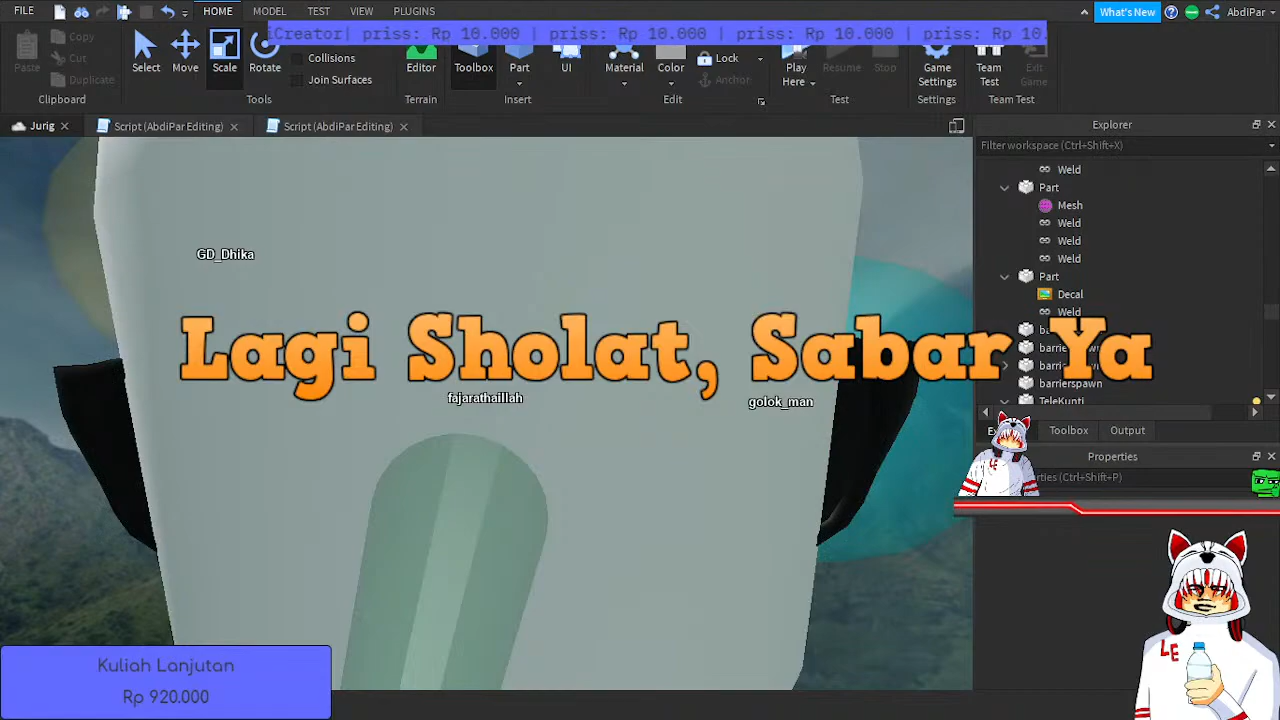 FILE HOME MODEL TEST VIEW PLUGINS What's New AbdiPar
iCreator| priss: Rp 10.000 | priss: Rp 10.000 | priss: Rp 10.000 | priss: Rp 10.
Paste Copy Cut Duplicate Clipboard
Select Move Scale Rotate Collisions Join Surfaces Tools
Editor Terrain
Toolbox Part UI Insert
Material Color Lock Anchor Edit
Play Here Resume Stop Test
Game Settings Settings
Team Test Exit Game Team Test
Jurig Script (AbdiPar Editing) Script (AbdiPar Editing)
Explorer
Filter workspace (Ctrl+Shift+X)
Weld
Part
Mesh
Weld
Weld
Weld
Part
Decal
Weld
barrierspawn
TeleKunti
GD_Dhika
Lagi Sholat, Sabar Ya
fajarathaillah
golok_man
Toolbox Output
Properties
(Ctrl+Shift+P)
LE
LE
Kuliah Lanjutan
Rp 920.000